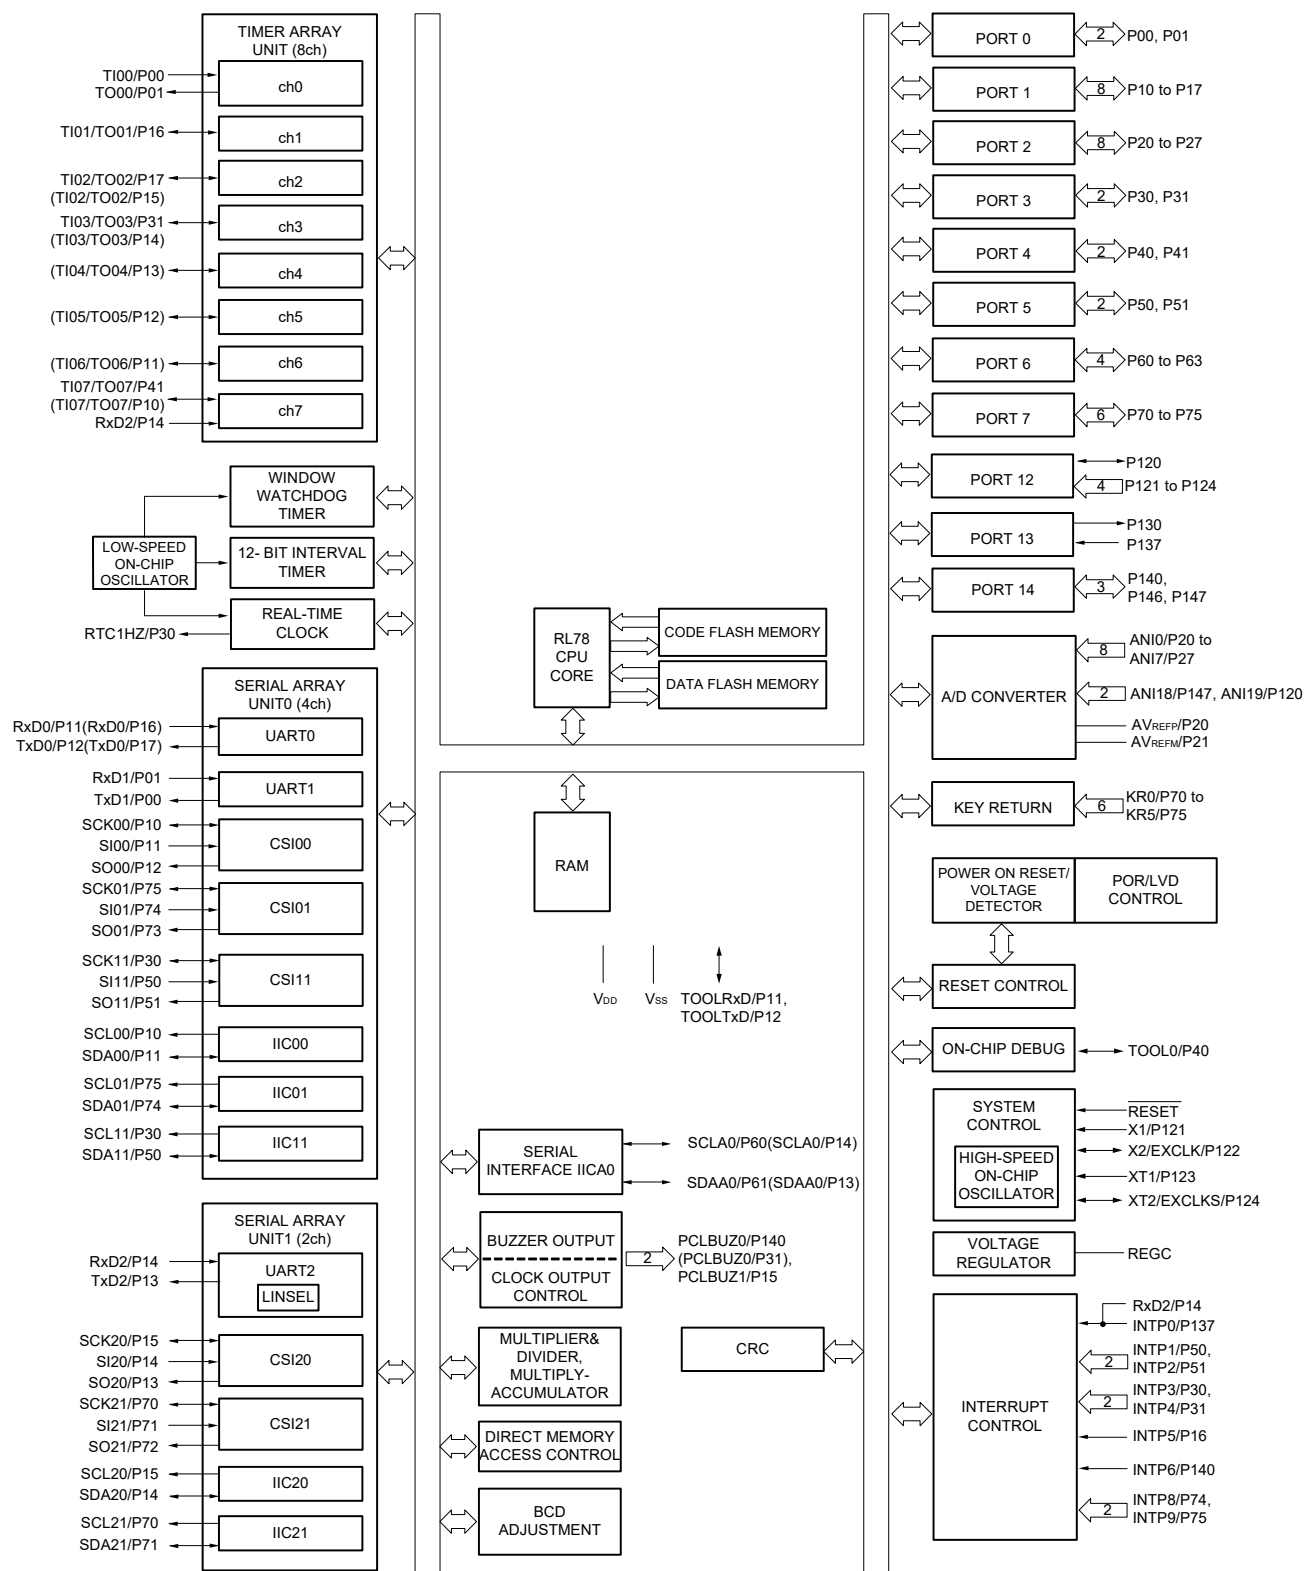 TIMER ARRAY
UNIT (8ch)
TI00/P00
TO00/P01
ch0
TI01/TO01/P16
ch1
TI02/TO02/P17
(TI02/TO02/P15)
ch2
TI03/TO03/P31
(TI03/TO03/P14)
ch3
(TI04/TO04/P13)
ch4
(TI05/TO05/P12)
ch5
(TI06/TO06/P11)
ch6
TI07/TO07/P41
(TI07/TO07/P10)
RxD2/P14
ch7
WINDOW
WATCHDOG
TIMER
LOW-SPEED
ON-CHIP
OSCILLATOR
12- BIT INTERVAL
TIMER
REAL-TIME
CLOCK
RTC1HZ/P30
SERIAL ARRAY
UNIT0 (4ch)
RxD0/P11(RxD0/P16)
TxD0/P12(TxD0/P17)
UART0
RxD1/P01
TxD1/P00
UART1
SCK00/P10
SI00/P11
SO00/P12
CSI00
SCK01/P75
SI01/P74
SO01/P73
CSI01
SCK11/P30
SI11/P50
SO11/P51
CSI11
SCL00/P10
SDA00/P11
IIC00
SCL01/P75
SDA01/P74
IIC01
SCL11/P30
SDA11/P50
IIC11
SERIAL ARRAY
UNIT1 (2ch)
RxD2/P14
TxD2/P13
UART2
LINSEL
SCK20/P15
SI20/P14
SO20/P13
CSI20
SCK21/P70
SI21/P71
SO21/P72
CSI21
SCL20/P15
SDA20/P14
IIC20
SCL21/P70
SDA21/P71
IIC21
RL78
CPU
CORE
CODE FLASH MEMORY
DATA FLASH MEMORY
RAM
VDD
VSS
TOOLRxD/P11,
TOOLTxD/P12
SERIAL
INTERFACE IICA0
SCLA0/P60(SCLA0/P14)
SDAA0/P61(SDAA0/P13)
BUZZER OUTPUT
CLOCK OUTPUT
CONTROL
2
PCLBUZ0/P140
(PCLBUZ0/P31),
PCLBUZ1/P15
MULTIPLIER&
DIVIDER,
MULTIPLY-
ACCUMULATOR
CRC
DIRECT MEMORY
ACCESS CONTROL
BCD
ADJUSTMENT
PORT 0
2
P00, P01
PORT 1
8
P10 to P17
PORT 2
8
P20 to P27
PORT 3
2
P30, P31
PORT 4
2
P40, P41
PORT 5
2
P50, P51
PORT 6
4
P60 to P63
PORT 7
6
P70 to P75
PORT 12
P120
4
P121 to P124
PORT 13
P130
P137
PORT 14
3
P140,
P146, P147
A/D CONVERTER
8
ANI0/P20 to
ANI7/P27
2
ANI18/P147, ANI19/P120
AVREFP/P20
AVREFM/P21
KEY RETURN
6
KR0/P70 to
KR5/P75
POWER ON RESET/
VOLTAGE
DETECTOR
POR/LVD
CONTROL
RESET CONTROL
ON-CHIP DEBUG
TOOL0/P40
SYSTEM
CONTROL
HIGH-SPEED
ON-CHIP
OSCILLATOR
RESET
X1/P121
X2/EXCLK/P122
XT1/P123
XT2/EXCLKS/P124
VOLTAGE
REGULATOR
REGC
INTERRUPT
CONTROL
RxD2/P14
INTP0/P137
2
INTP1/P50,
INTP2/P51
2
INTP3/P30,
INTP4/P31
INTP5/P16
INTP6/P140
2
INTP8/P74,
INTP9/P75